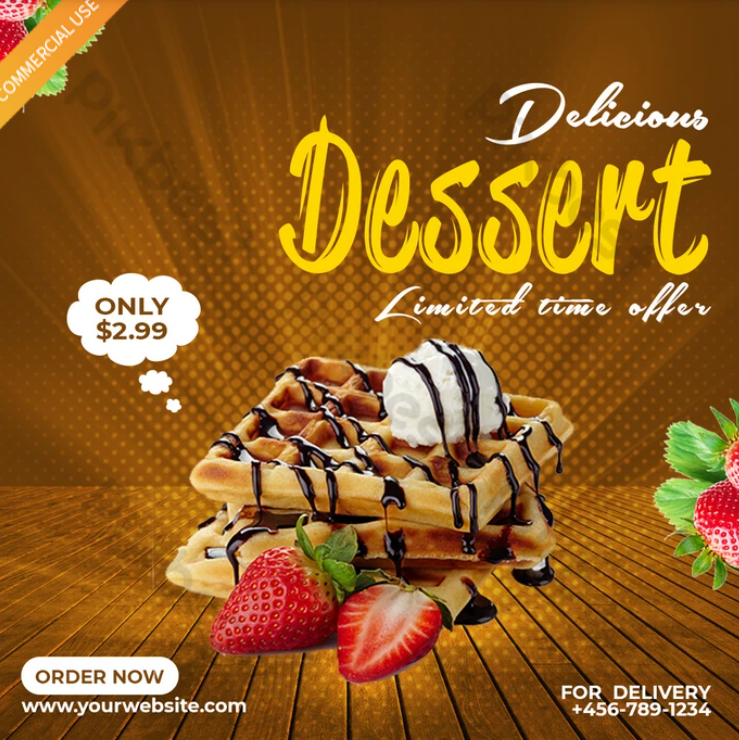 COMMERCIAL USE
Delicious
Dessert
Limited time offer
ONLY
$2.99
ORDER NOW
www.yourwebsite.com
FOR DELIVERY
+456-789-1234